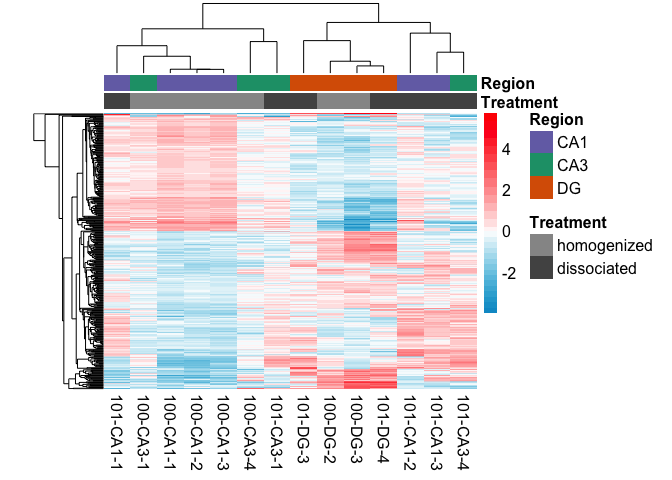 Region
Treatment
4
2
0
-2
Region
CA1
CA3
DG
Treatment
homogenized
dissociated
101-CA1-1
100-CA3-1
100-CA1-1
100-CA1-2
100-CA1-3
100-CA3-4
101-CA3-1
101-DG-3
100-DG-2
100-DG-3
101-DG-4
101-CA1-2
101-CA1-3
101-CA3-4